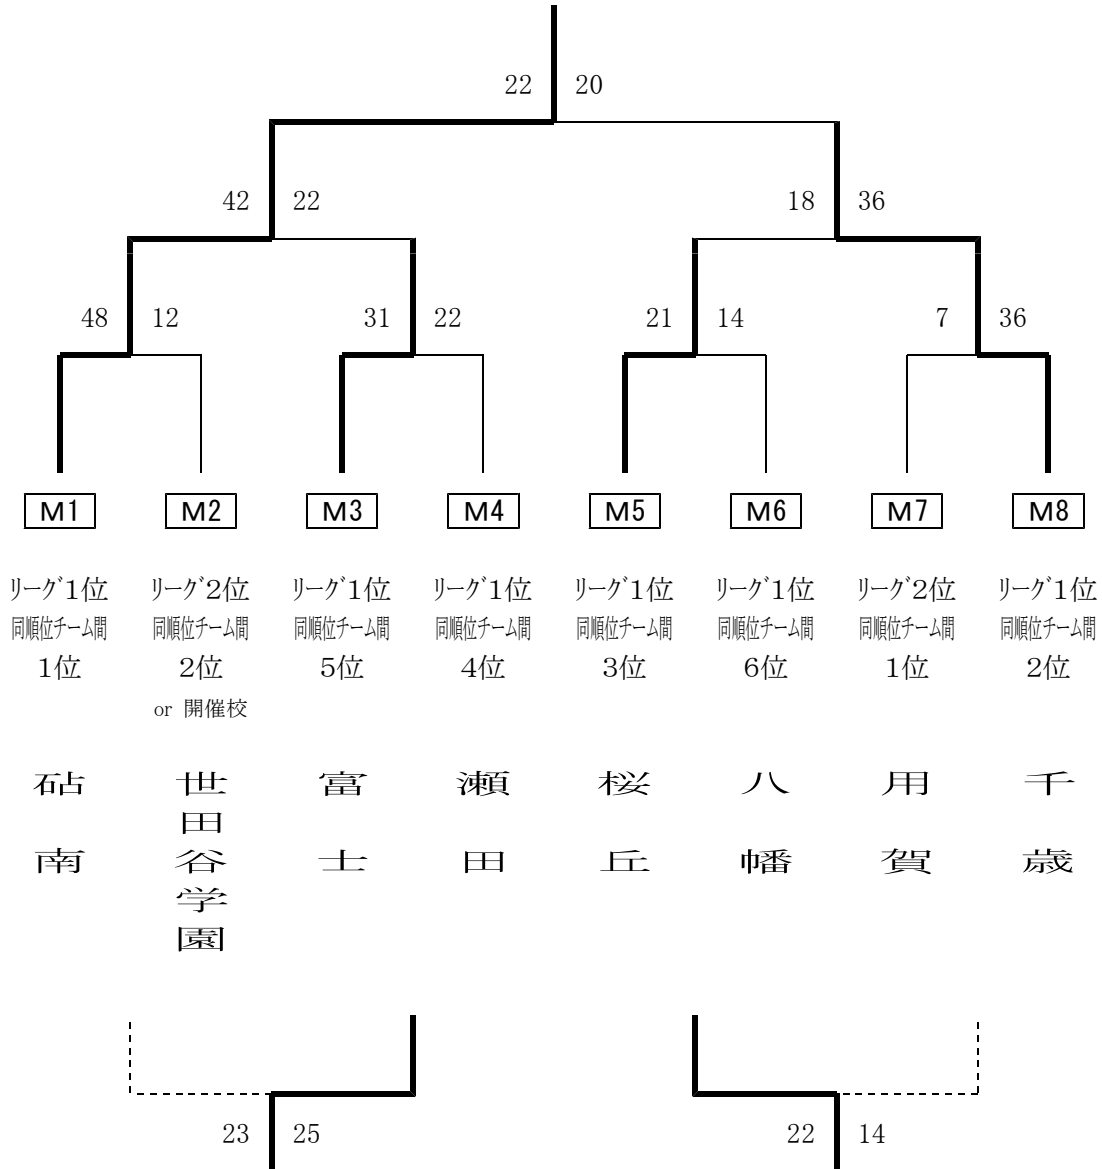 22 20
42 22 18 36
48 12 31 22 21 14 7 36
M1 M2 M3 M4 M5 M6 M7 M8
ﾘｰｸﾞ1位 ﾘｰｸﾞ2位 ﾘｰｸﾞ1位 ﾘｰｸﾞ1位 ﾘｰｸﾞ1位 ﾘｰｸﾞ1位 ﾘｰｸﾞ2位 ﾘｰｸﾞ1位
同順位チーム間 同順位チーム間 同順位チーム間 同順位チーム間 同順位チーム間 同順位チーム間 同順位チーム間 同順位チーム間
1位 2位 5位 4位 3位 6位 1位 2位
or 開催校
砧南
世田谷学園
富士
瀬田
桜丘
八幡
用賀
千歳
23 25 22 14